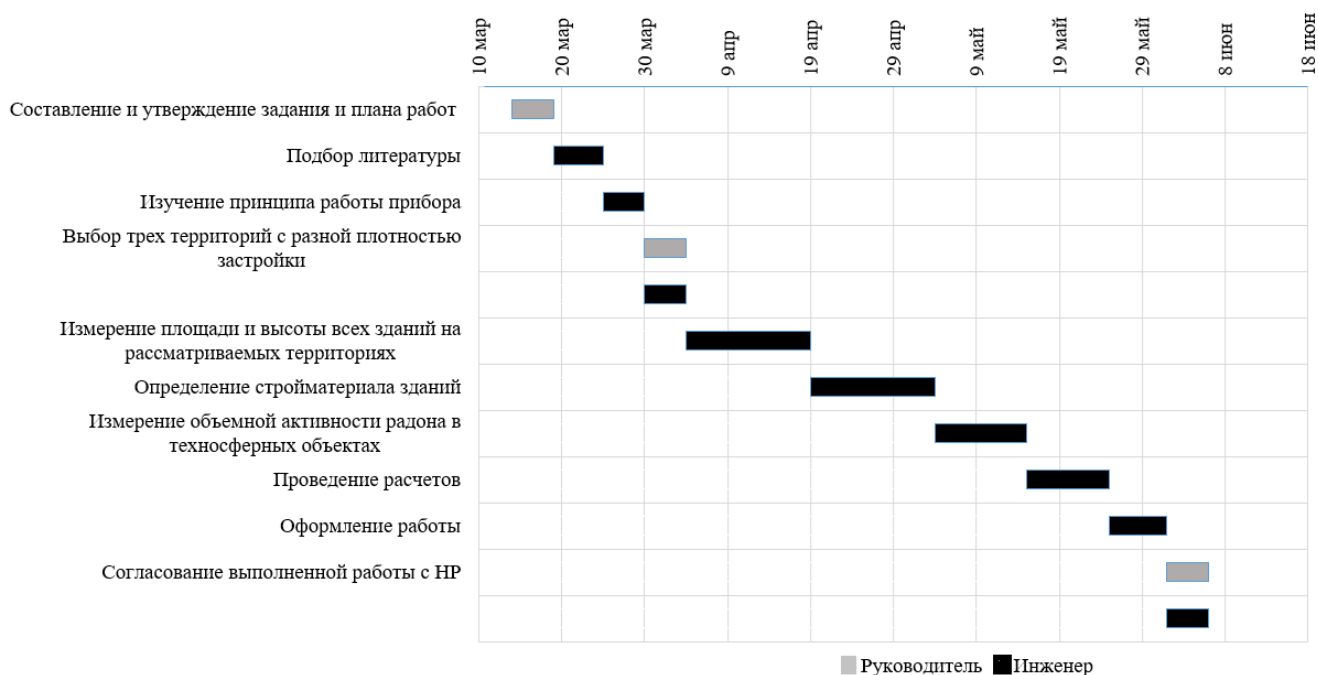 10 мар
20 мар
30 мар
9 апр
19 апр
29 апр
9 май
19 май
29 май
8 июн
18 июн
Составление и утверждение задания и плана работ
Подбор литературы
Изучение принципа работы прибора
Выбор трех территорий с разной плотностью
застройки
Измерение площади и высоты всех зданий на
рассматриваемых территориях
Определение стройматериала зданий
Измерение объемной активности радона в
техносферных объектах
Проведение расчетов
Оформление работы
Согласование выполненной работы с НР
Руководитель Инженер